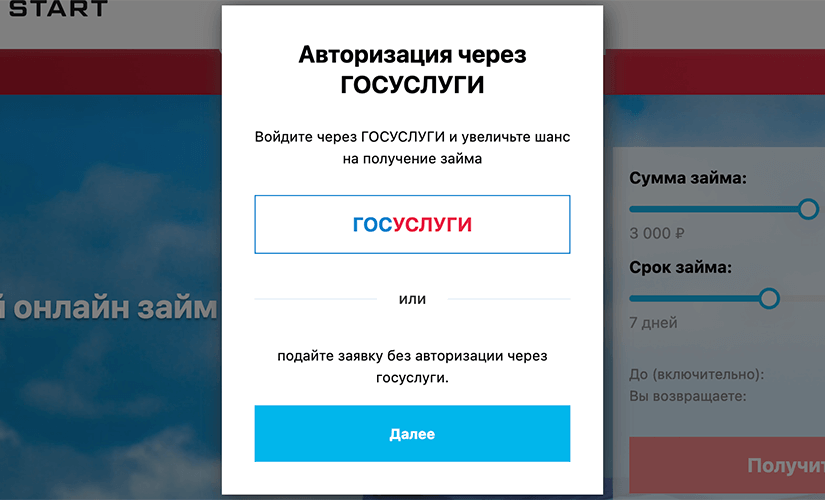 START
Авторизация через
ГОСУСЛУГИ
Войдите через ГОСУСЛУГИ и увеличьте шанс
на получение займа
ГОСУСЛУГИ
или
подайте заявку без авторизации через
госуслуги.
Далее
онлайн займ
Сумма займа:
3 000 ₽
Срок займа:
7 дней
До (включительно):
Вы возвращаете: